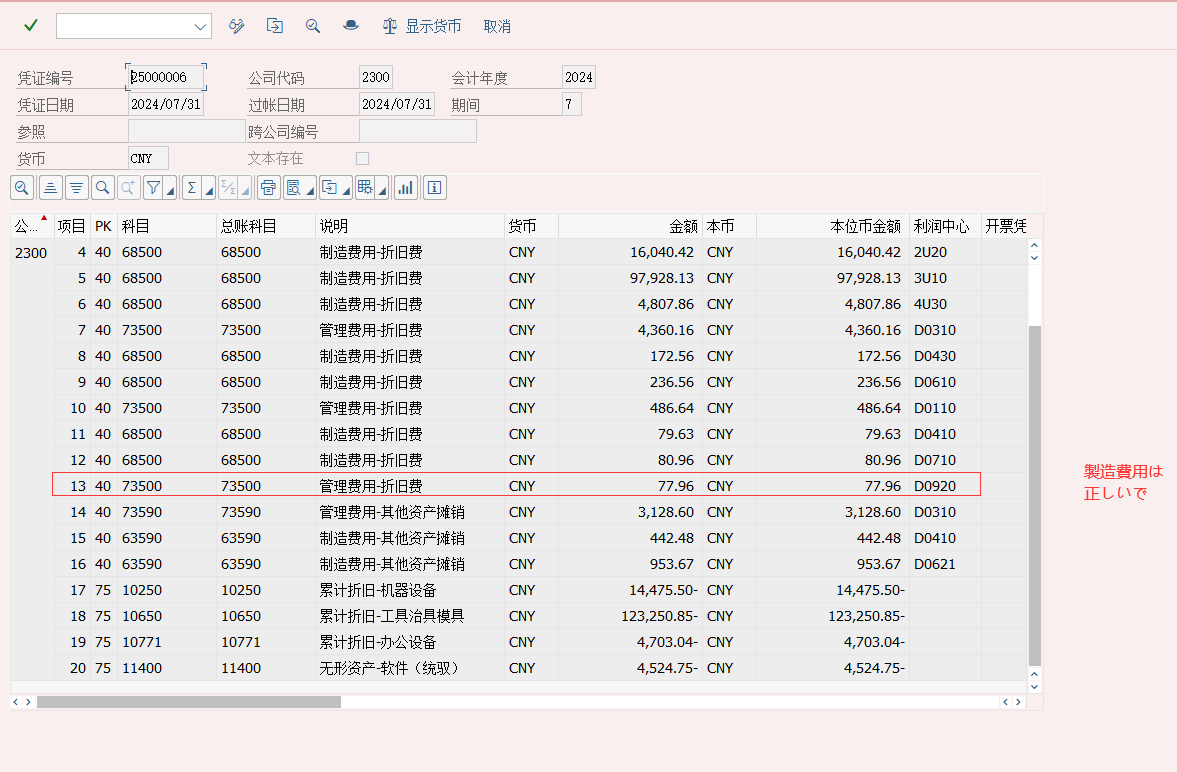 显示货币 取消
凭证编号 25000006 公司代码 2300 会计年度 2024
凭证日期 2024/07/31 过帐日期 2024/07/31 期间 7
参照 跨公司编号
货币 CNY 文本存在
公... 项目 PK 科目 总账科目 说明 货币 金额 本币 本位币金额 利润中心 开票凭
2300 4 40 68500 68500 制造费用-折旧费 CNY 16,040.42 CNY 16,040.42 2U20
5 40 68500 68500 制造费用-折旧费 CNY 97,928.13 CNY 97,928.13 3U10
6 40 68500 68500 制造费用-折旧费 CNY 4,807.86 CNY 4,807.86 4U30
7 40 73500 73500 管理费用-折旧费 CNY 4,360.16 CNY 4,360.16 D0310
8 40 68500 68500 制造费用-折旧费 CNY 172.56 CNY 172.56 D0430
9 40 68500 68500 制造费用-折旧费 CNY 236.56 CNY 236.56 D0610
10 40 73500 73500 管理费用-折旧费 CNY 486.64 CNY 486.64 D0110
11 40 68500 68500 制造费用-折旧费 CNY 79.63 CNY 79.63 D0410
12 40 68500 68500 制造费用-折旧费 CNY 80.96 CNY 80.96 D0710
13 40 73500 73500 管理费用-折旧费 CNY 77.96 CNY 77.96 D0920
14 40 73590 73590 管理费用-其他资产摊销 CNY 3,128.60 CNY 3,128.60 D0310
15 40 63590 63590 制造费用-其他资产摊销 CNY 442.48 CNY 442.48 D0410
16 40 63590 63590 制造费用-其他资产摊销 CNY 953.67 CNY 953.67 D0621
17 75 10250 10250 累计折旧-机器设备 CNY 14,475.50- CNY 14,475.50-
18 75 10650 10650 累计折旧-工具治具模具 CNY 123,250.85- CNY 123,250.85-
19 75 10771 10771 累计折旧-办公设备 CNY 4,703.04- CNY 4,703.04-
20 75 11400 11400 无形资产-软件（统驭） CNY 4,524.75- CNY 4,524.75-
製造費用は
正しいで